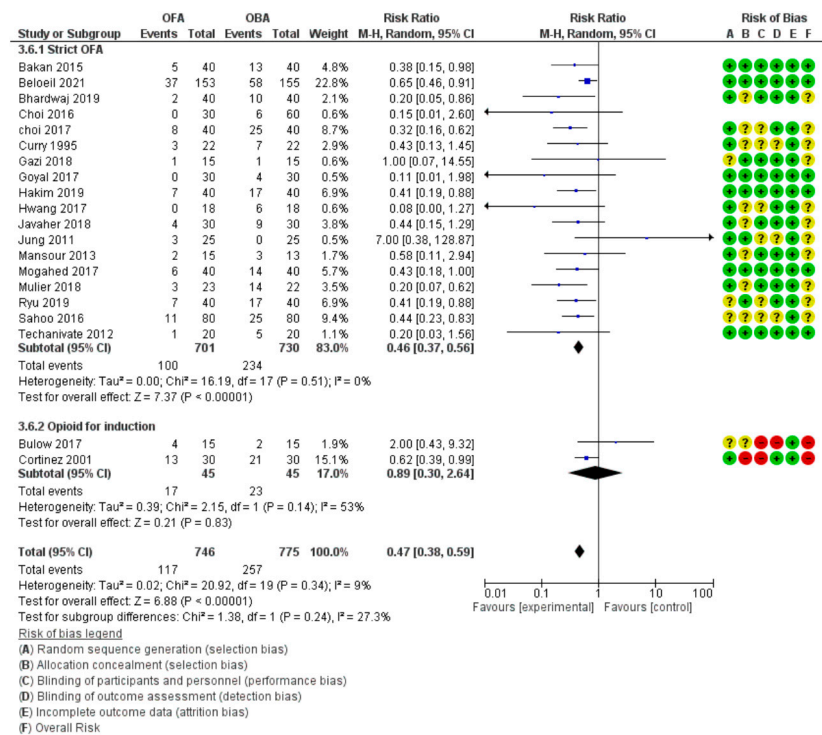 OFA OBA Risk Ratio Risk Ratio Risk of Bias
Study or Subgroup Events Total Events Total Weight M-H, Random, 95% CI M-H, Random, 95% CI A B C D E F
3.6.1 Strict OFA
Bakan 2015 5 40 13 40 4.8% 0.38 [0.15, 0.98] + + + + + +
Beloeil 2021 37 153 58 155 22.8% 0.65 [0.46, 0.91] + + + + + +
Bhardwaj 2019 2 40 10 40 2.1% 0.20 [0.05, 0.86] + ? + + + ?
Choi 2016 0 30 6 60 0.6% 0.15 [0.01, 2.60]
choi 2017 8 40 25 40 8.8% 0.32 [0.16, 0.62] + ? ? + + ?
Curry 1995 3 22 7 22 2.9% 0.43 [0.13, 1.45] + ? ? ? + ?
Gazi 2018 1 15 1 15 0.6% 1.00 [0.07, 14.55] ? + + + + ?
Goyal 2017 0 30 4 30 0.6% 0.11 [0.01, 1.98] + + + + + +
Hakim 2019 7 40 17 40 6.9% 0.41 [0.19, 0.88] + + + + + +
Hwang 2017 0 18 6 18 0.6% 0.08 [0.00, 1.27] + ? ? + + ?
Javaher 2018 4 30 9 30 3.5% 0.44 [0.15, 1.29] + ? + + + ?
Jung 2011 3 25 0 25 0.5% 7.00 [0.38, 128.87] + + ? ? + ?
Mansour 2013 2 15 3 13 1.8% 0.58 [0.11, 2.94] + ? + + + ?
Mogahed 2017 6 40 14 40 5.7% 0.43 [0.18, 1.00] + + + + + +
Mulier 2018 3 23 14 22 3.5% 0.20 [0.07, 0.62] + ? + + + ?
Ryu 2019 7 40 17 40 6.9% 0.41 [0.19, 0.88] ? + ? + + ?
Sahoo 2016 11 80 25 80 9.4% 0.44 [0.23, 0.83] ? ? ? ? + ?
Techanivate 2012 1 20 5 20 1.1% 0.20 [0.03, 1.56] + + + + + +
Subtotal (95% CI) 701 730 83.0% 0.46 [0.37, 0.56]
Total events 100 234
Heterogeneity: Tau² = 0.00; Chi² = 16.19, df = 17 (P = 0.51); I² = 0%
Test for overall effect: Z = 7.37 (P < 0.00001)
3.6.2 Opioid for induction
Bulow 2017 4 15 2 15 1.9% 2.00 [0.43, 9.32] ? ? - - + -
Cortinez 2001 13 30 21 30 15.1% 0.62 [0.39, 0.99] + - - + + -
Subtotal (95% CI) 45 45 17.0% 0.89 [0.30, 2.64]
Total events 17 23
Heterogeneity: Tau² = 0.39; Chi² = 2.15, df = 1 (P = 0.14); I² = 53%
Test for overall effect: Z = 0.21 (P = 0.83)
Total (95% CI) 746 775 100.0% 0.47 [0.38, 0.59]
Total events 117 257
Heterogeneity: Tau² = 0.02; Chi² = 20.92, df = 19 (P = 0.34); I² = 9%
Test for overall effect: Z = 6.88 (P < 0.00001)
Test for subgroup differences: Chi² = 1.38, df = 1 (P = 0.24), I² = 27.3%
0.01 0.1 1 10 100
Favours [experimental] Favours [control]
Risk of bias legend
(A) Random sequence generation (selection bias)
(B) Allocation concealment (selection bias)
(C) Blinding of participants and personnel (performance bias)
(D) Blinding of outcome assessment (detection bias)
(E) Incomplete outcome data (attrition bias)
(F) Overall Risk